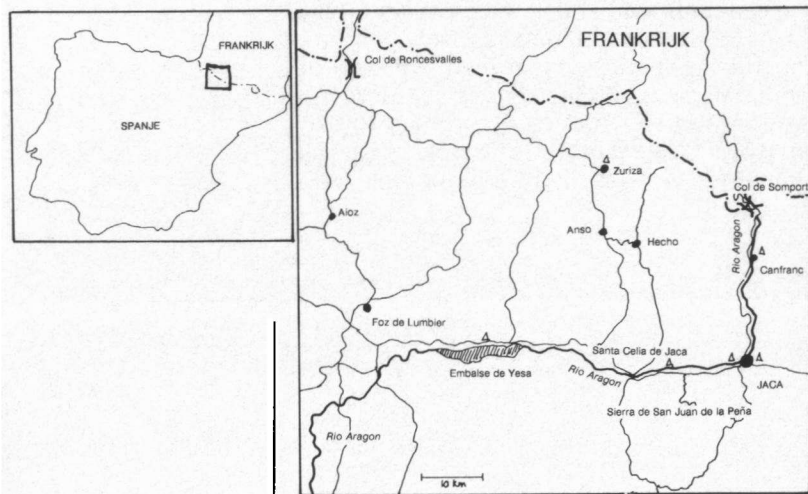 FRANKRIJK
SPANJE
FRANKRIJK
Col de Roncesvalles
Zuriza
Col de Somport
Aioz
Anso
Hecho
Rio Aragon
Canfranc
Foz de Lumbier
Santa Celia de Jaca
Embalse de Yesa
Rio Aragon
JACA
Sierra de San Juan de la Peña
Rio Aragon
10 km